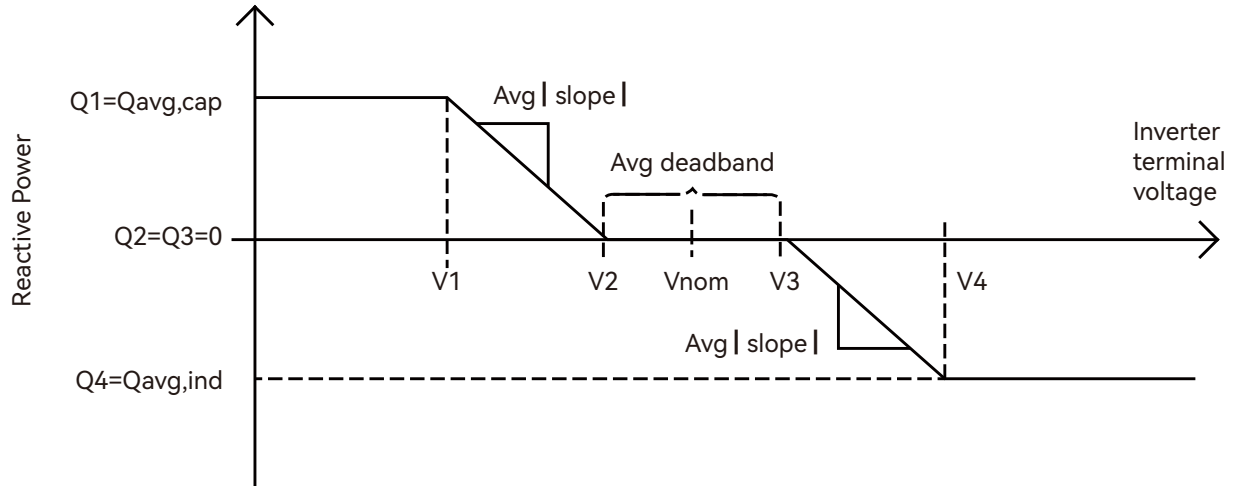 Avg| slope|
Q1=Qavg,cap
Inverter
terminal
voltage
Avg deadband
Reactive Power
Q2=Q3=0
V1
V2
Vnom
V3
V4
Avg| slope|
Q4=Qavg,ind